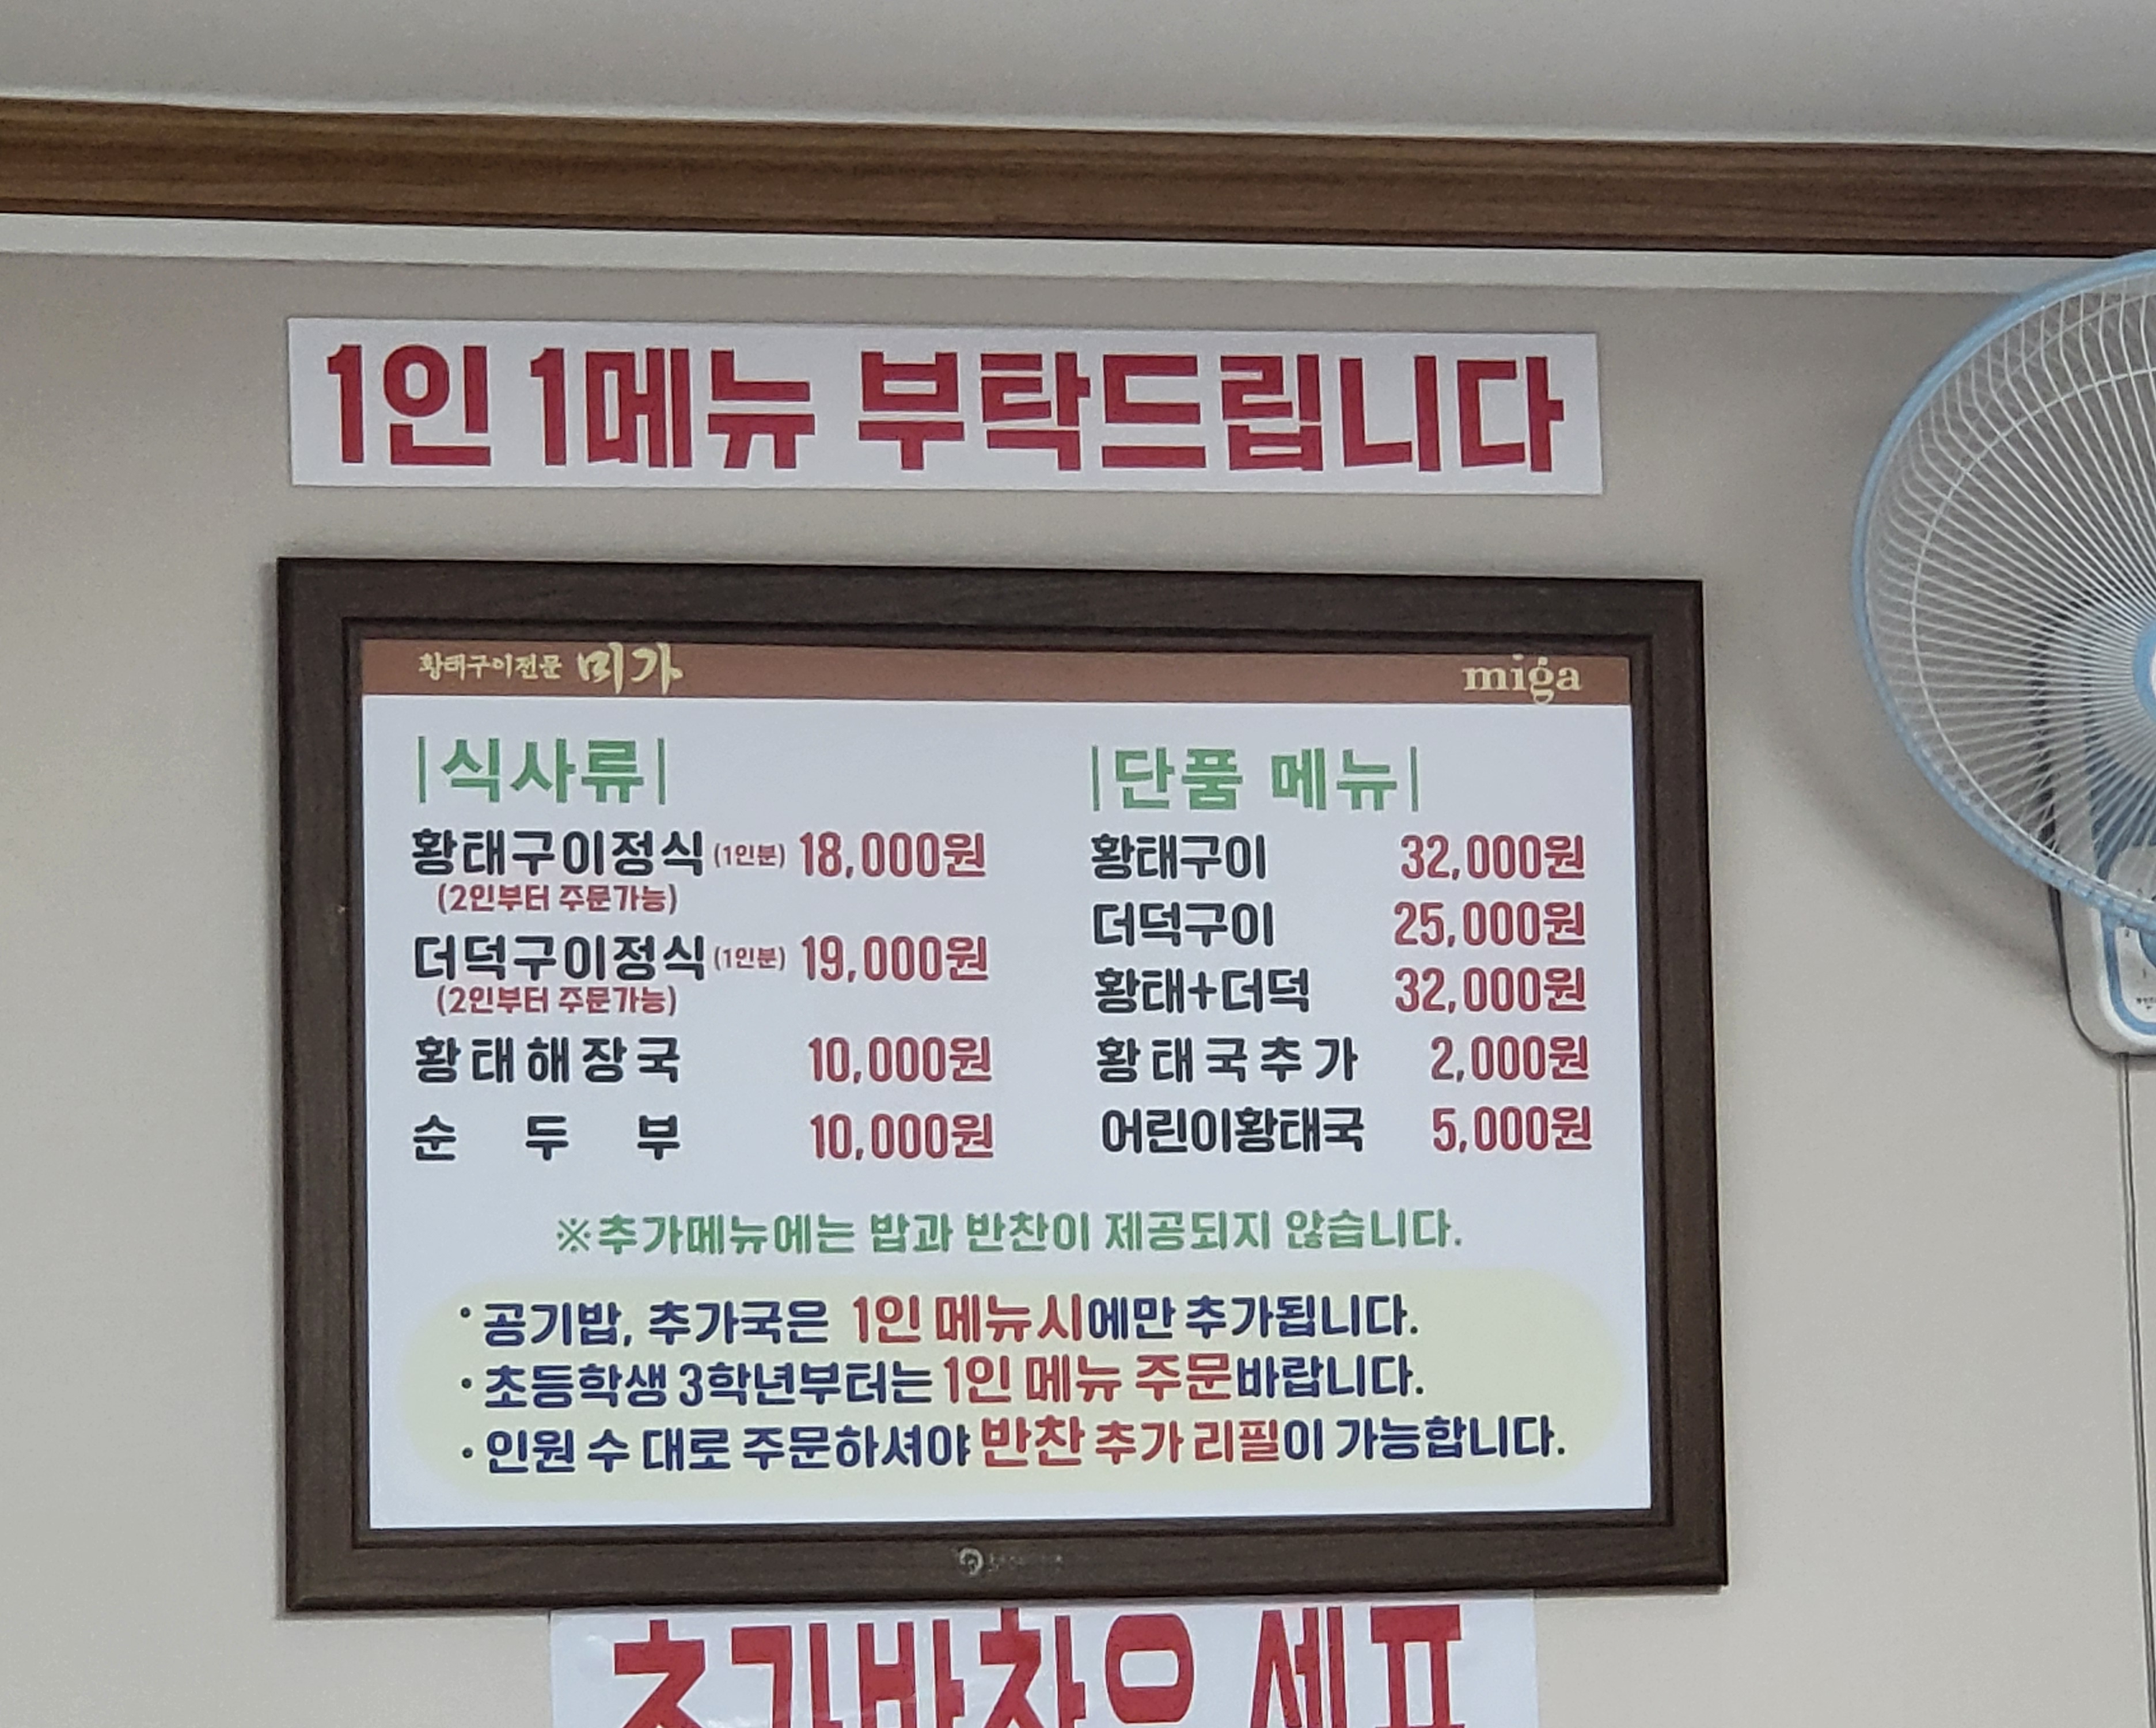 1인 1메뉴 부탁드립니다
황태구이전문 미가
miga
|식사류|
황태구이정식 (1인분) 18,000원
(2인부터 주문가능)
더덕구이정식 (1인분) 19,000원
(2인부터 주문가능)
황태해장국 10,000원
순 두 부 10,000원
|단품 메뉴|
황태구이 32,000원
더덕구이 25,000원
황태+더덕 32,000원
황태국추가 2,000원
어린이황태국 5,000원
※추가메뉴에는 밥과 반찬이 제공되지 않습니다.
• 공기밥, 추가국은 1인 메뉴시에만 추가됩니다.
• 초등학생 3학년부터는 1인 메뉴 주문바랍니다.
• 인원 수 대로 주문하셔야 반찬 추가 리필이 가능합니다.
추가반찬은 셀프